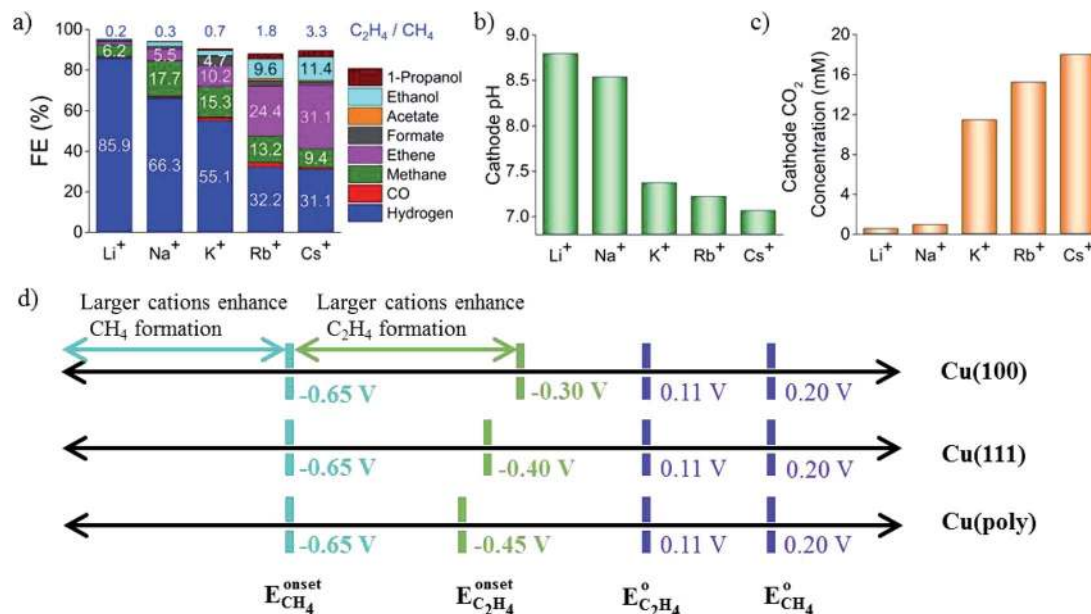 a)
0.2 0.3 0.7 1.8 3.3 C₂H₄ / CH₄
FE (%)
100
80
60
40
20
0
6.2
85.9
5.5
17.7
66.3
4.7
10.2
15.3
55.1
9.6
24.4
13.2
32.2
11.4
31.1
9.4
31.1
Li⁺ Na⁺ K⁺ Rb⁺ Cs⁺
1-Propanol
Ethanol
Acetate
Formate
Ethene
Methane
CO
Hydrogen
b)
Cathode pH
9.0
8.5
8.0
7.5
7.0
Li⁺ Na⁺ K⁺ Rb⁺ Cs⁺
c)
Cathode CO₂
Concentration (mM)
20
16
12
8
4
0
Li⁺ Na⁺ K⁺ Rb⁺ Cs⁺
d)
Larger cations enhance
CH₄ formation
Larger cations enhance
C₂H₄ formation
-0.65 V -0.30 V 0.11 V 0.20 V Cu(100)
-0.65 V -0.40 V 0.11 V 0.20 V Cu(111)
-0.65 V -0.45 V 0.11 V 0.20 V Cu(poly)
E onset CH₄ E onset C₂H₄ E o C₂H₄ E o CH₄